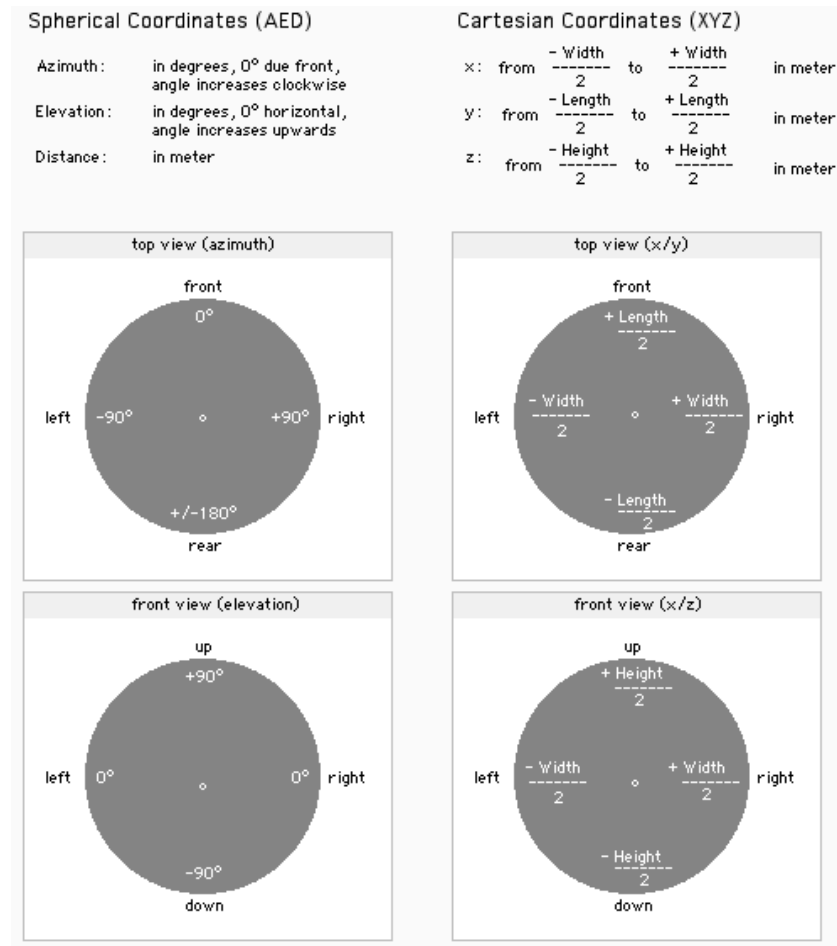 Spherical Coordinates (AED)
Azimuth: in degrees, 0° due front,
angle increases clockwise
Elevation: in degrees, 0° horizontal,
angle increases upwards
Distance: in meter
Cartesian Coordinates (XYZ)
- Width + Width
x: from ------- to ------- in meter
2 2
- Length + Length
y: from ------- to ------- in meter
2 2
- Height + Height
z: from ------- to ------- in meter
2 2
top view (azimuth)
front
0°
left -90° +90° right
+/-180°
rear
top view (x/y)
front
+ Length
-------
2
- Width + Width
left ------- ------- right
2 2
- Length
-------
2
rear
front view (elevation)
up
+90°
left 0° 0° right
-90°
down
front view (x/z)
up
+ Height
-------
2
- Width + Width
left ------- ------- right
2 2
- Height
-------
2
down